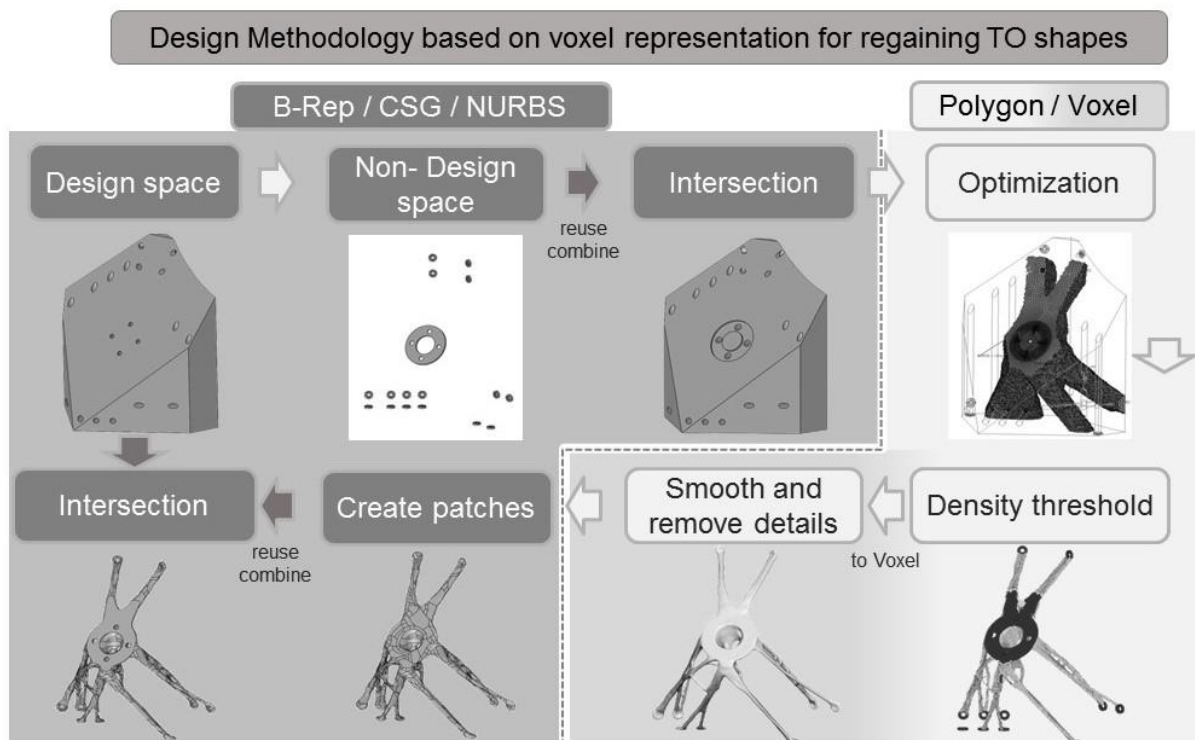 Design Methodology based on voxel representation for regaining TO shapes
B-Rep / CSG / NURBS
Polygon / Voxel
Design space
Non- Design
space
reuse
combine
Intersection
Optimization
Intersection
reuse
combine
Create patches
Smooth and
remove details
to Voxel
Density threshold